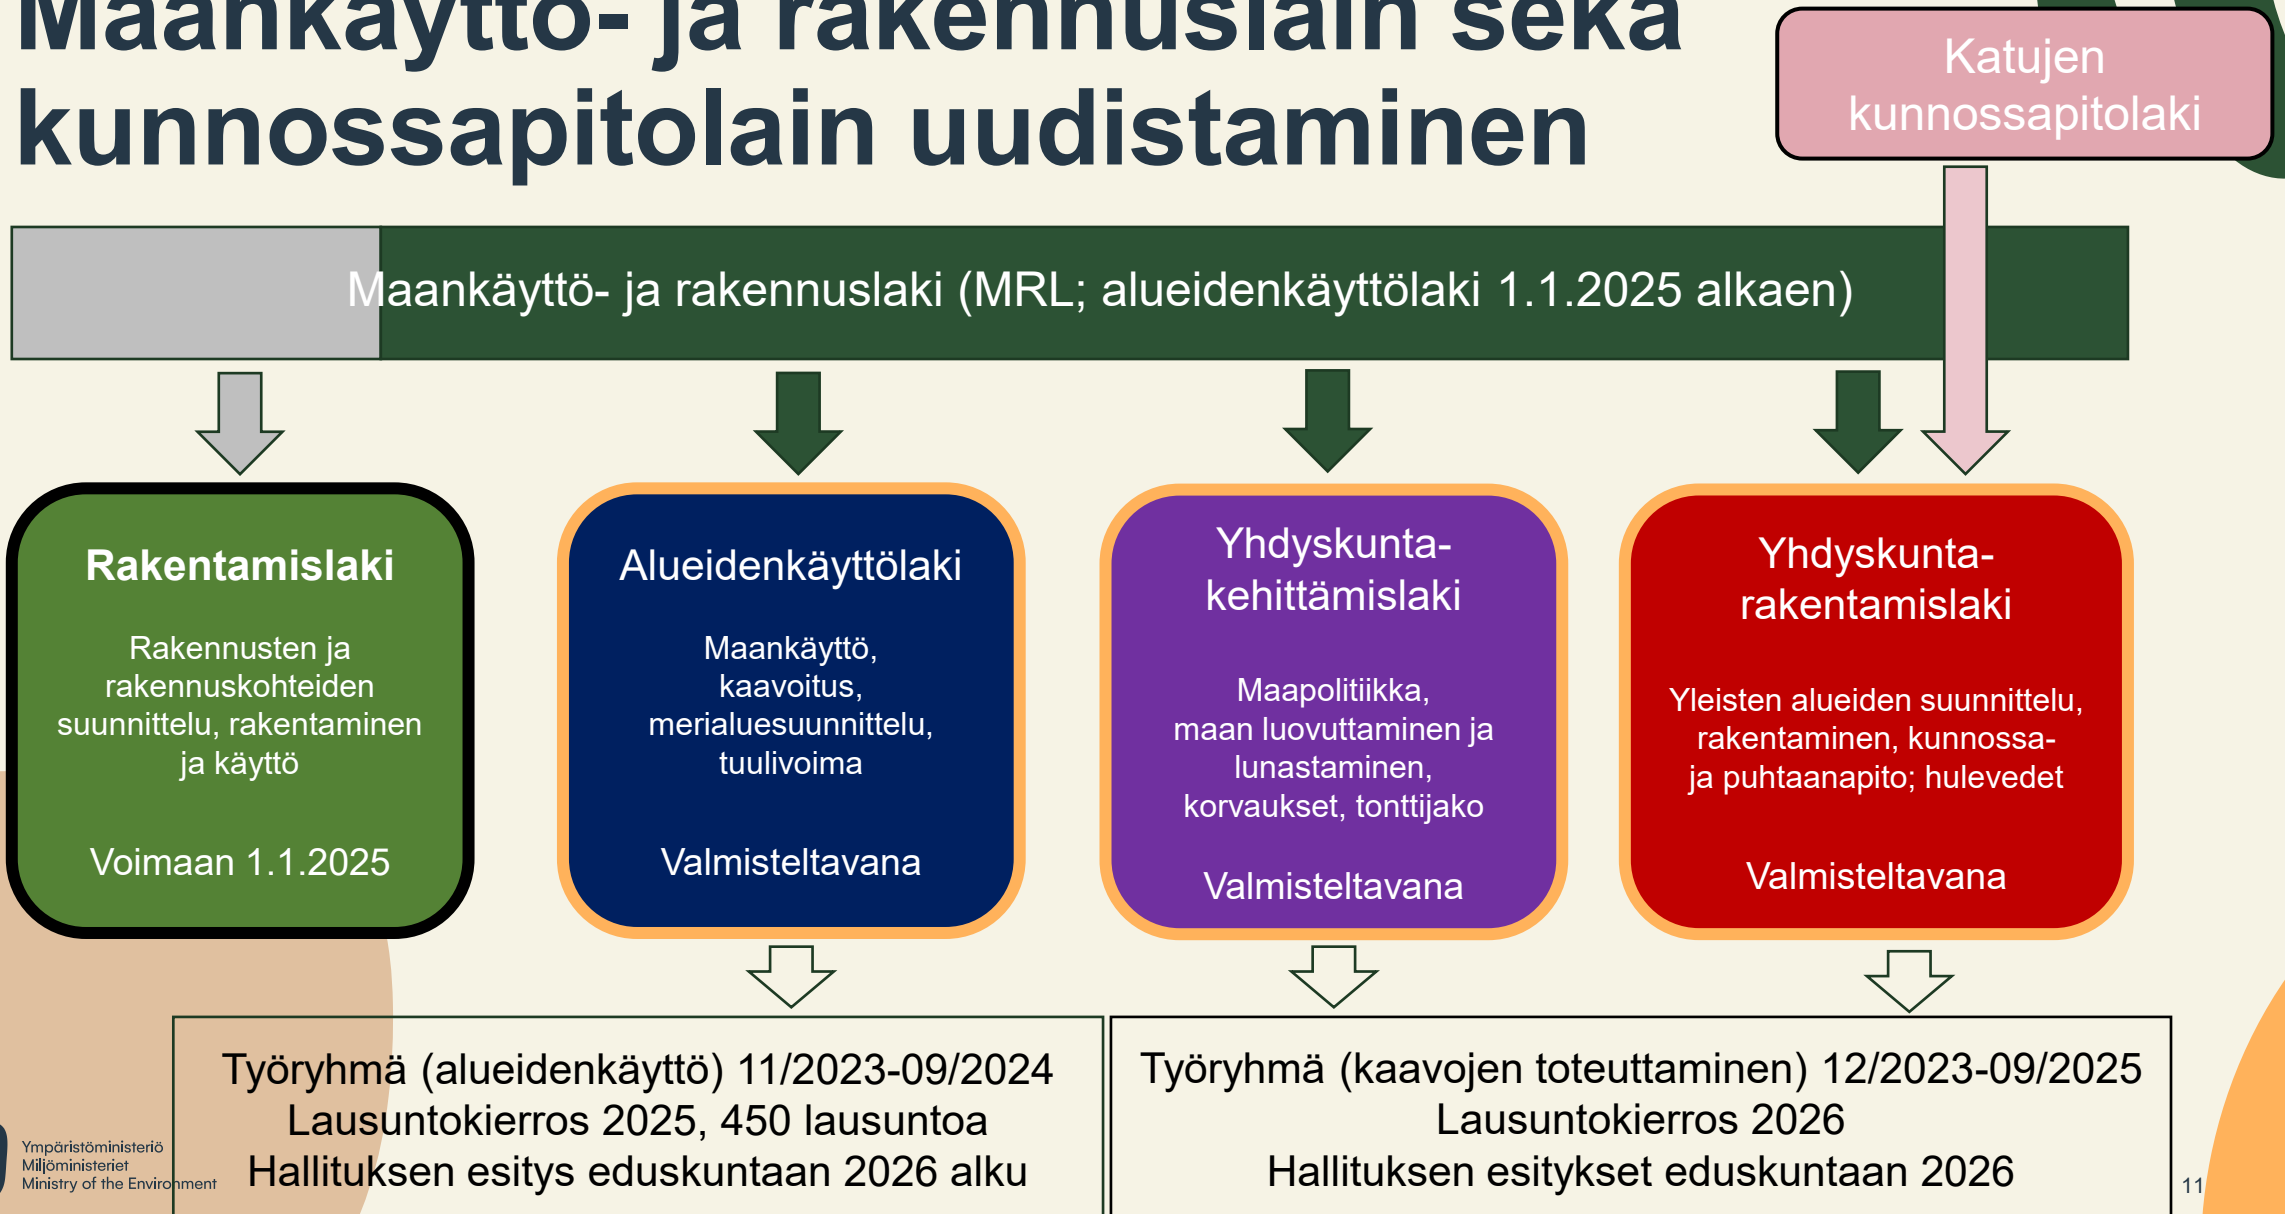 Maankäyttö- ja rakennuslain sekä
kunnossapitolain uudistaminen
Katujen
kunnossapitolaki
Maankäyttö- ja rakennuslaki (MRL; alueidenkäyttölaki 1.1.2025 alkaen)
Rakentamislaki
Rakennusten ja
rakennuskohteiden
suunnittelu, rakentaminen
ja käyttö
Voimaan 1.1.2025
Alueidenkäyttölaki
Maankäyttö,
kaavoitus,
merialuesuunnittelu,
tuulivoima
Valmisteltavana
Yhdyskunta-
kehittämislaki
Maapolitiikka,
maan luovuttaminen ja
lunastaminen,
korvaukset, tonttijako
Valmisteltavana
Yhdyskunta-
rakentamislaki
Yleisten alueiden suunnittelu,
rakentaminen, kunnossa-
ja puhtaanapito; hulevedet
Valmisteltavana
Työryhmä (alueidenkäyttö) 11/2023-09/2024
Lausuntokierros 2025, 450 lausuntoa
Hallituksen esitys eduskuntaan 2026 alku
Työryhmä (kaavojen toteuttaminen) 12/2023-09/2025
Lausuntokierros 2026
Hallituksen esitykset eduskuntaan 2026
Ympäristöministeriö
Miljöministeriet
Ministry of the Environment
11